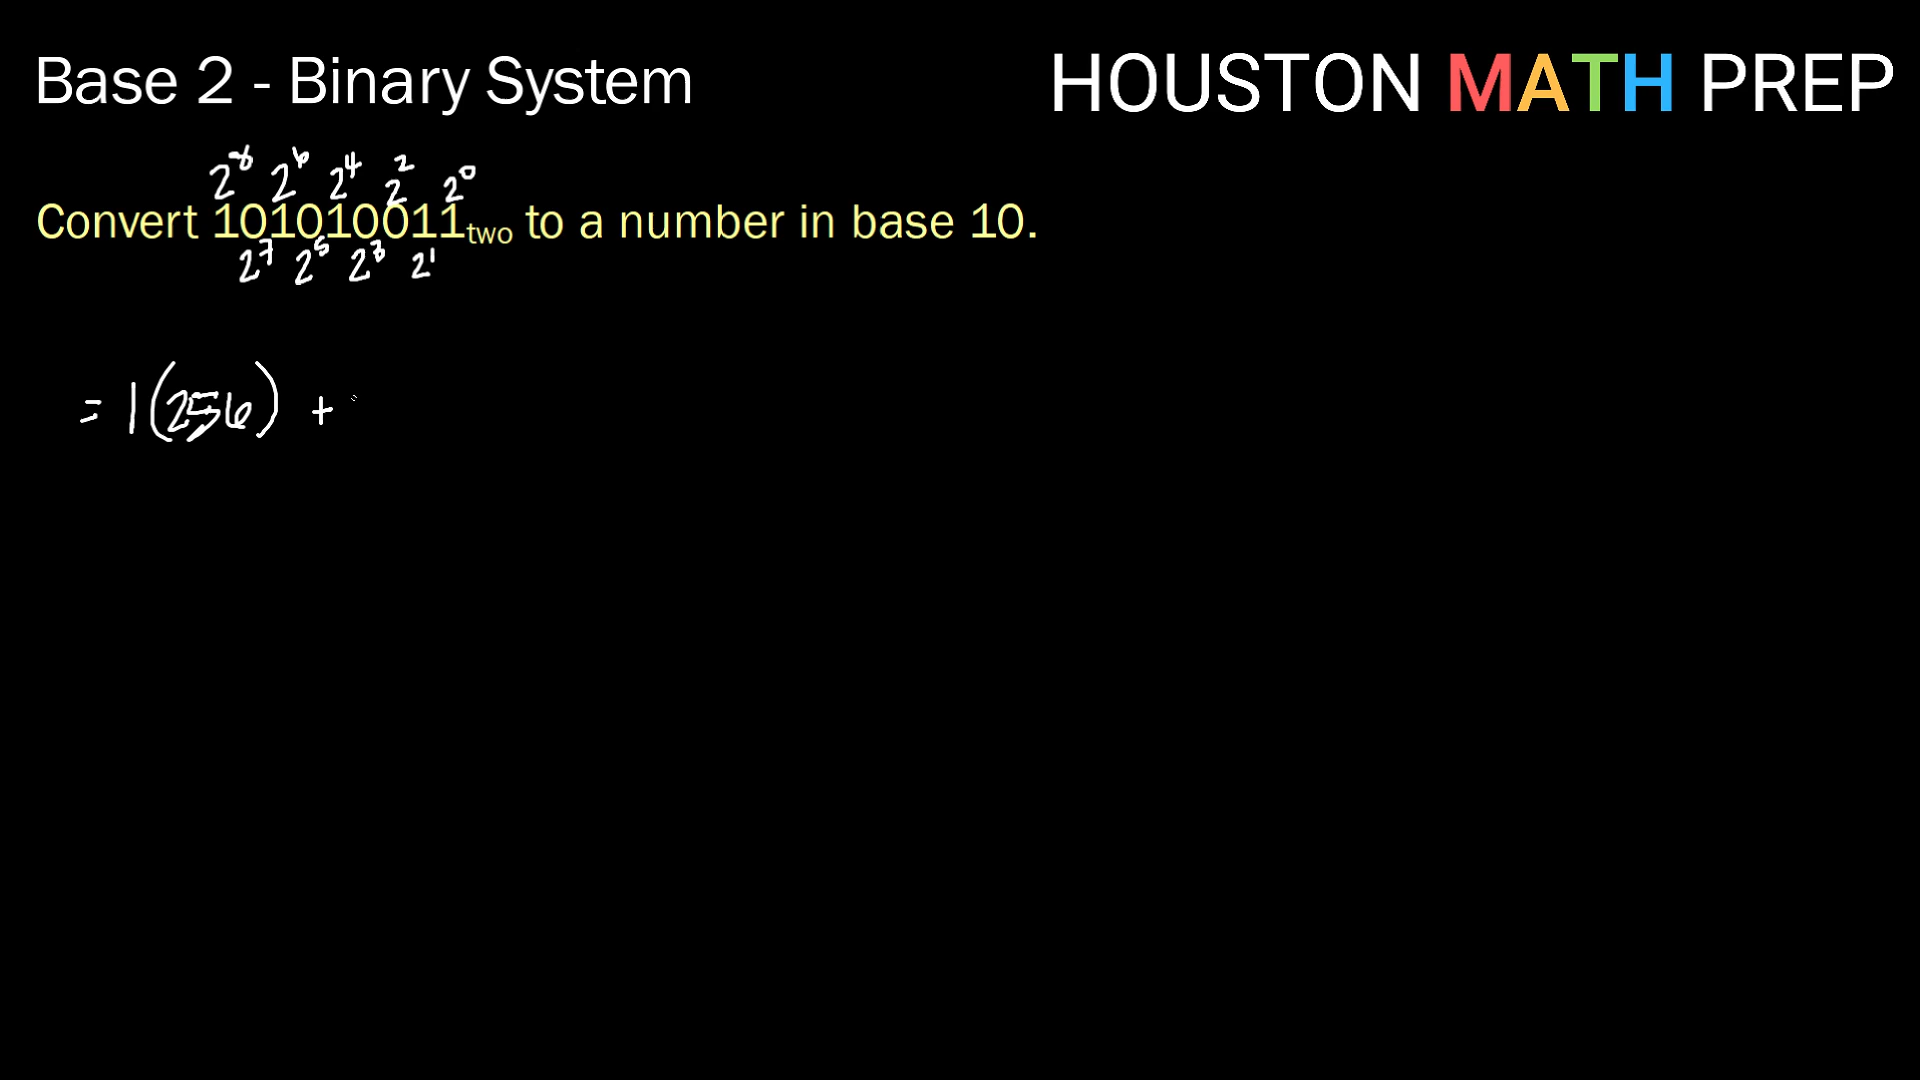 Base 2 - Binary System
HOUSTON MATH PREP
2⁸ 2⁶ 2⁴ 2² 2⁰
Convert 101010011two to a number in base 10.
2⁷ 2⁵ 2³ 2¹
= 1(256) +